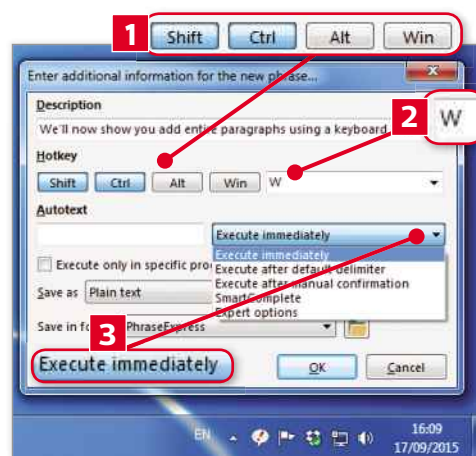 1 Shift Ctrl Alt Win
Enter additional information for the new phrase...
Description
We'll now show you add entire paragraphs using a keyboard
2 W
Hotkey
Shift Ctrl Alt Win W
Autotext
Execute immediately
Execute immediately
Execute only in specific pro
Execute after default delimiter
Execute after manual confirmation
Save as Plain text
SmartComplete
Expert options
Save in fo PhraseExpress
3
Execute immediately
OK Cancel
EN 16:09
17/09/2015